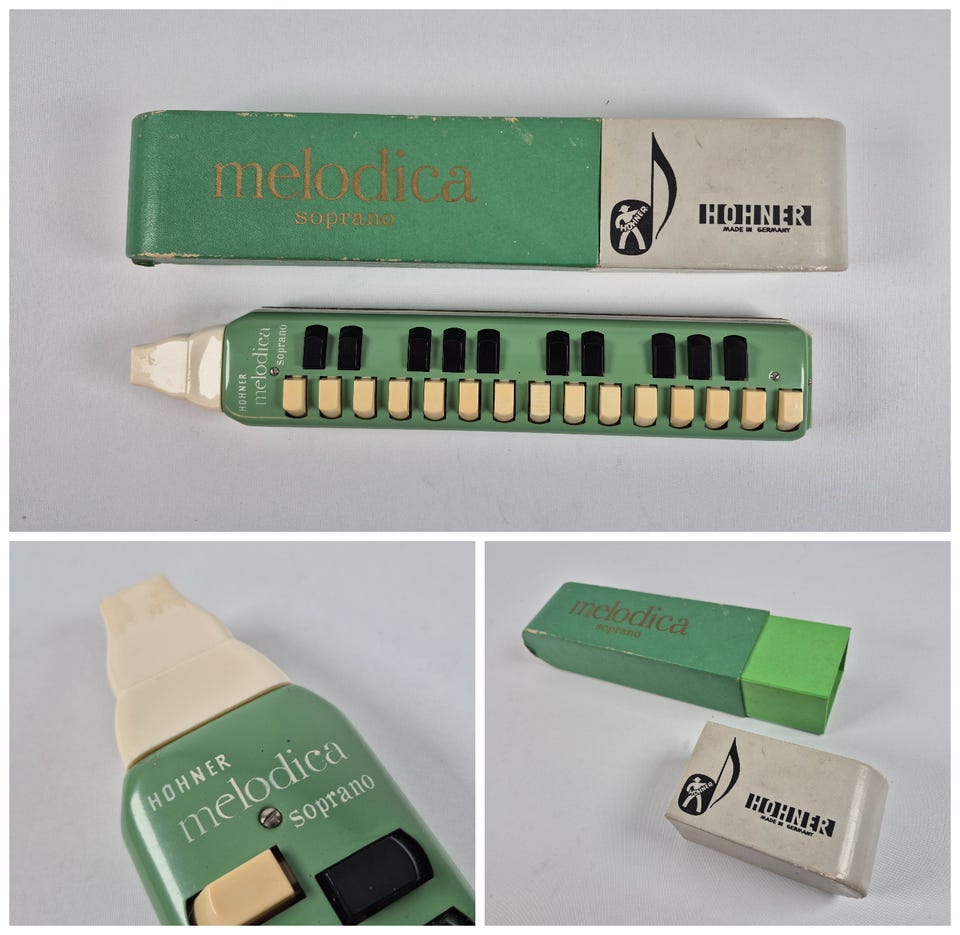 melodica
soprano
HOHNER
HOHNER
MADE IN GERMANY
HOHNER
melodica
soprano
HOHNER
melodica
soprano
melodica
soprano
HOHNER
HOHNER
MADE IN GERMANY